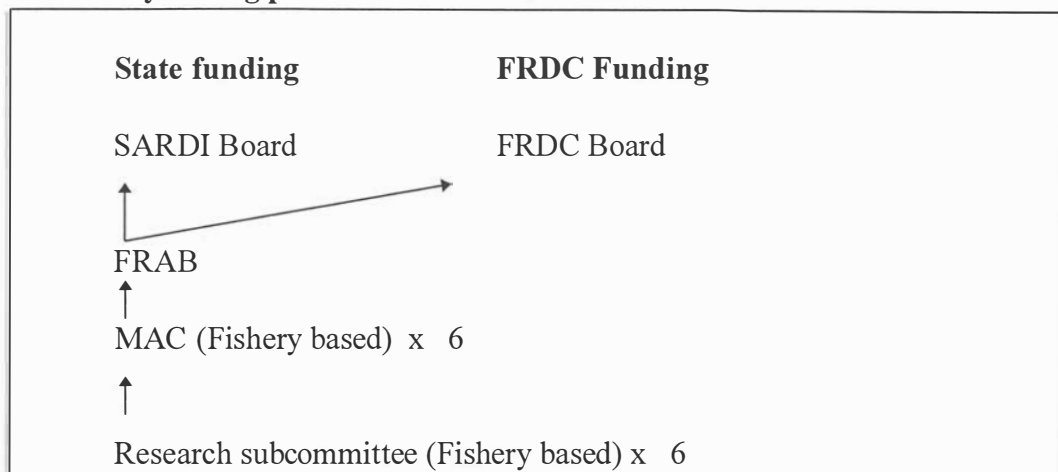 State funding FRDC Funding
SARDI Board FRDC Board
FRAB
MAC (Fishery based) x 6
Research subcommittee (Fishery based) x 6